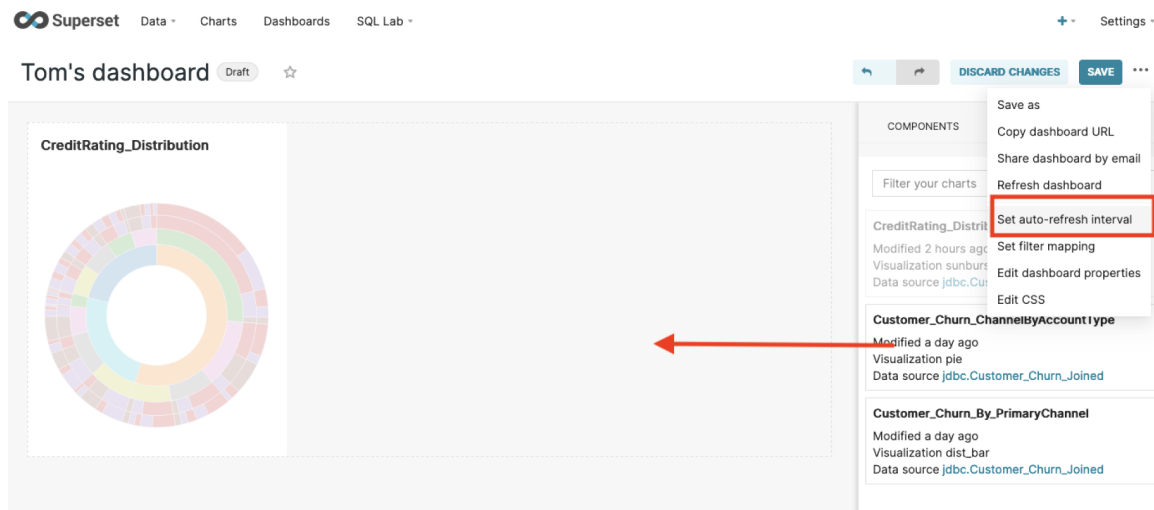 Superset Data Charts Dashboards SQL Lab + Settings
Tom's dashboard Draft DISCARD CHANGES SAVE ...
Save as
Copy dashboard URL
Share dashboard by email
Refresh dashboard
Set auto-refresh interval
Set filter mapping
Edit dashboard properties
Edit CSS
CreditRating_Distribution
COMPONENTS
Filter your charts
CreditRating_Distrib
Modified 2 hours ago
Visualization sunburs
Data source jdbc.Cus
Customer_Churn_ChannelByAccountType
Modified a day ago
Visualization pie
Data source jdbc.Customer_Churn_Joined
Customer_Churn_By_PrimaryChannel
Modified a day ago
Visualization dist_bar
Data source jdbc.Customer_Churn_Joined